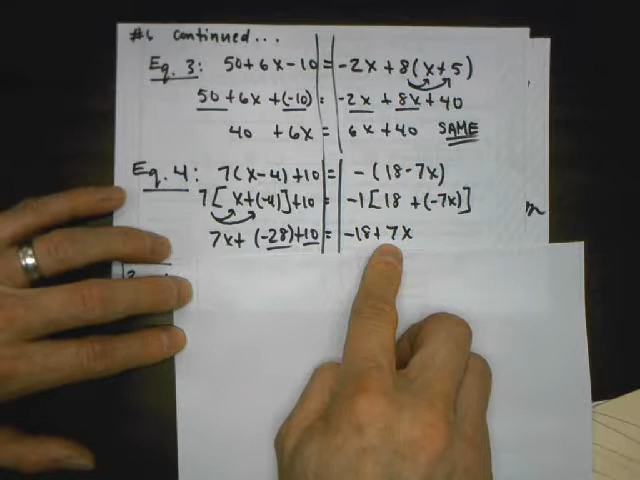 #6 continued...
Eq. 3: 50+6x-10 = -2x+8(x+5)
50+6x+(-10) = -2x+8x+40
40 +6x = 6x+40 SAME
Eq. 4: 7(x-4)+10 = -(18-7x)
7[x+(-4)]+10 = -1[18+(-7x)]
7x+(-28)+10 = -18+7x